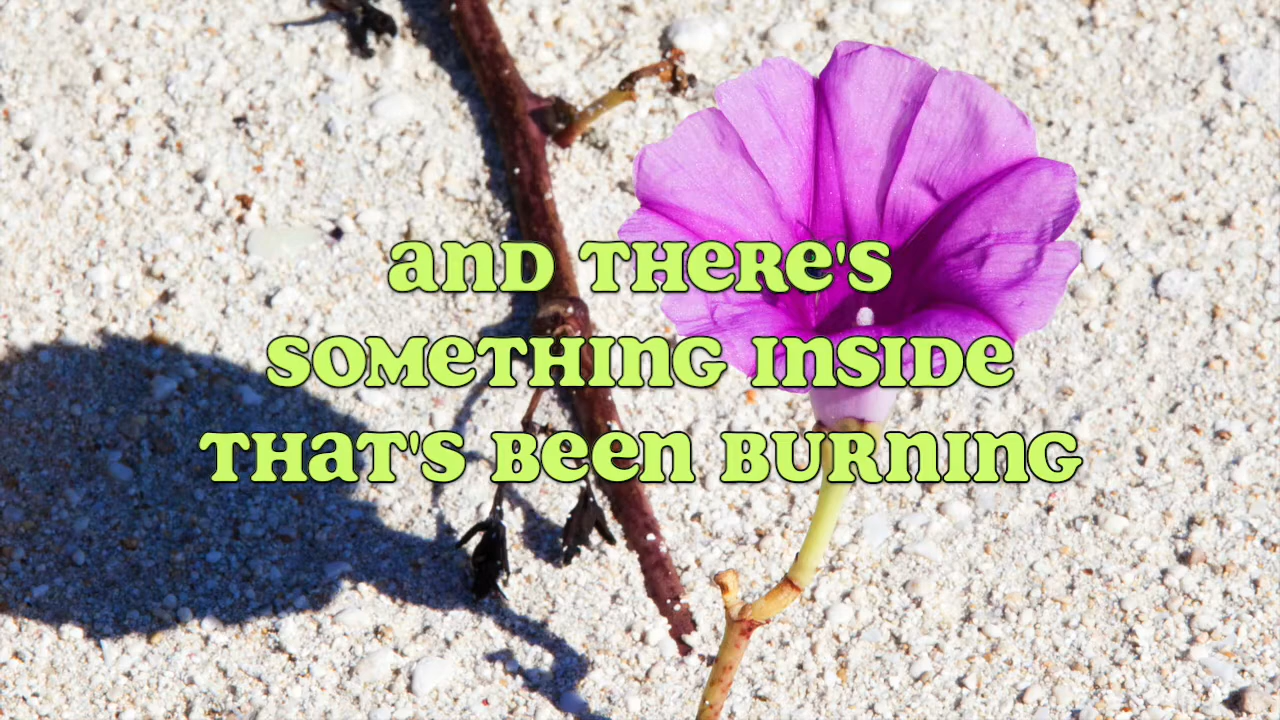 and there's
something inside
that's been burning